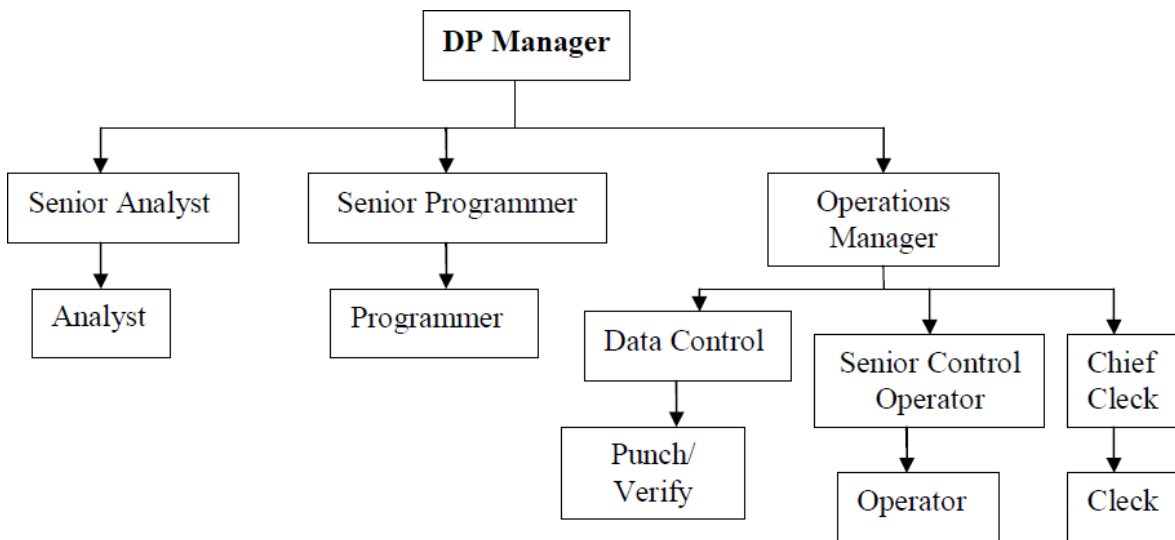 DP Manager
Senior Analyst
Senior Programmer
Operations
Manager
Analyst
Programmer
Data Control
Senior Control
Operator
Chief
Cleck
Punch/
Verify
Operator
Cleck